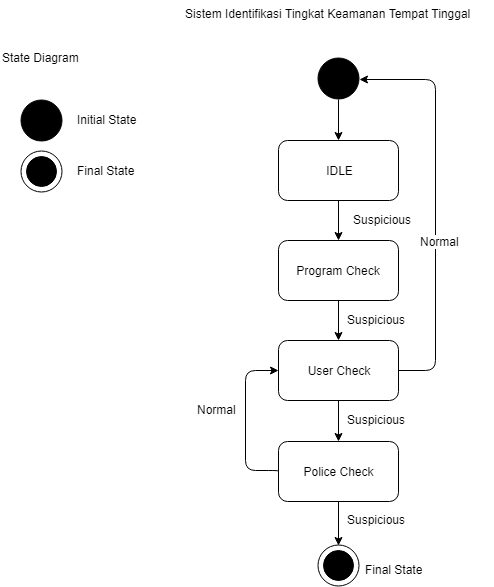 Sistem Identifikasi Tingkat Keamanan Tempat Tinggal
State Diagram
Initial State
Final State
IDLE
Suspicious
Normal
Program Check
Suspicious
User Check
Normal
Suspicious
Police Check
Suspicious
Final State